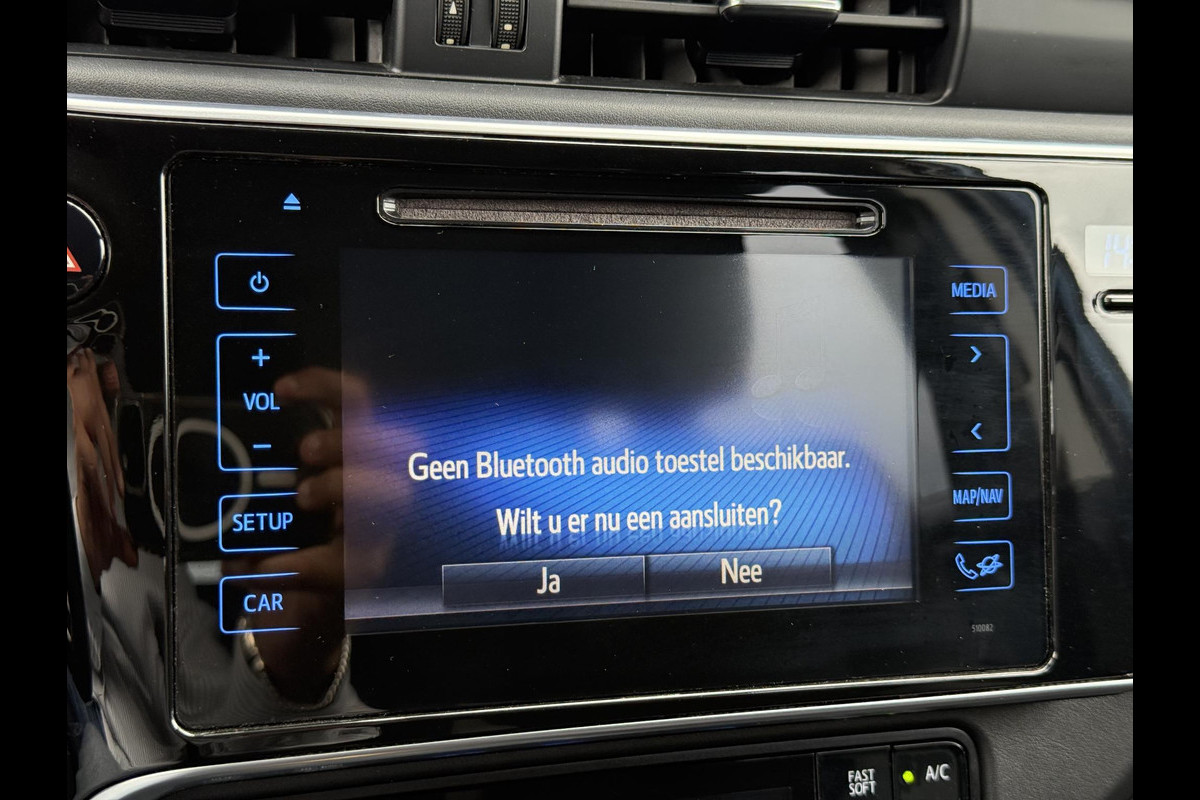 MEDIA
VOL
Geen Bluetooth audio toestel beschikbaar.
MAP/NAV
SETUP
Wilt u er nu een aansluiten?
Ja
Nee
CAR
510082
FAST
SOFT
A/C